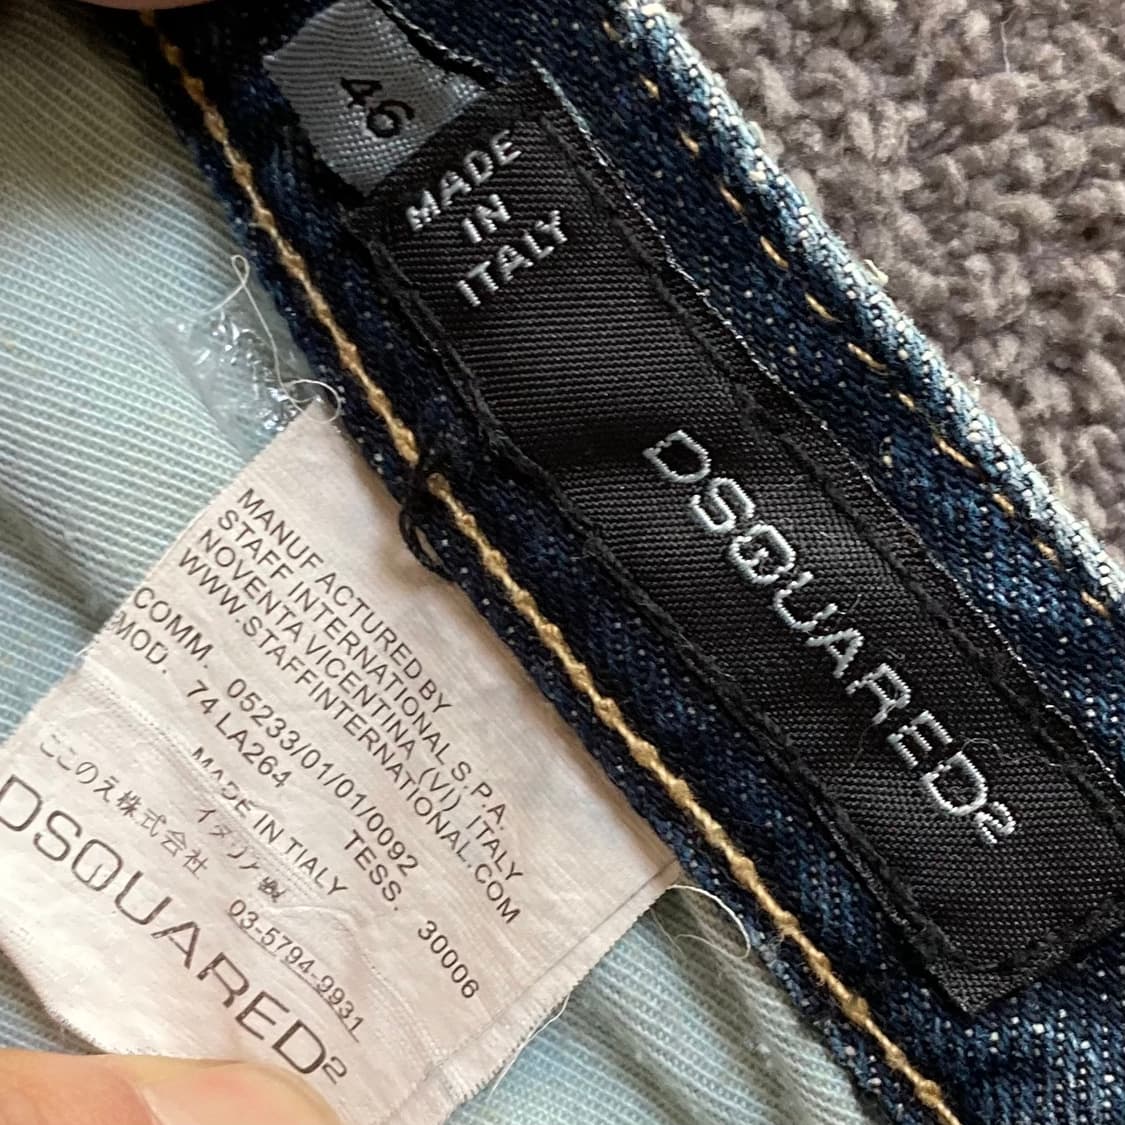 46
MADE
IN
ITALY
DSQUARED2
MANUFACTURED BY
STAFF INTERNATIONAL S.P.A.
NOVENTA VICENTINA (VI) ITALY
WWW.STAFFINTERNATIONAL.COM
COMM. 05233/01/01/0092
MOD. 74LA264 TESS. 30006
MADE IN TIALY
イタリア製
ここのえ株式会社 03-5794-9931
DSQUARED2